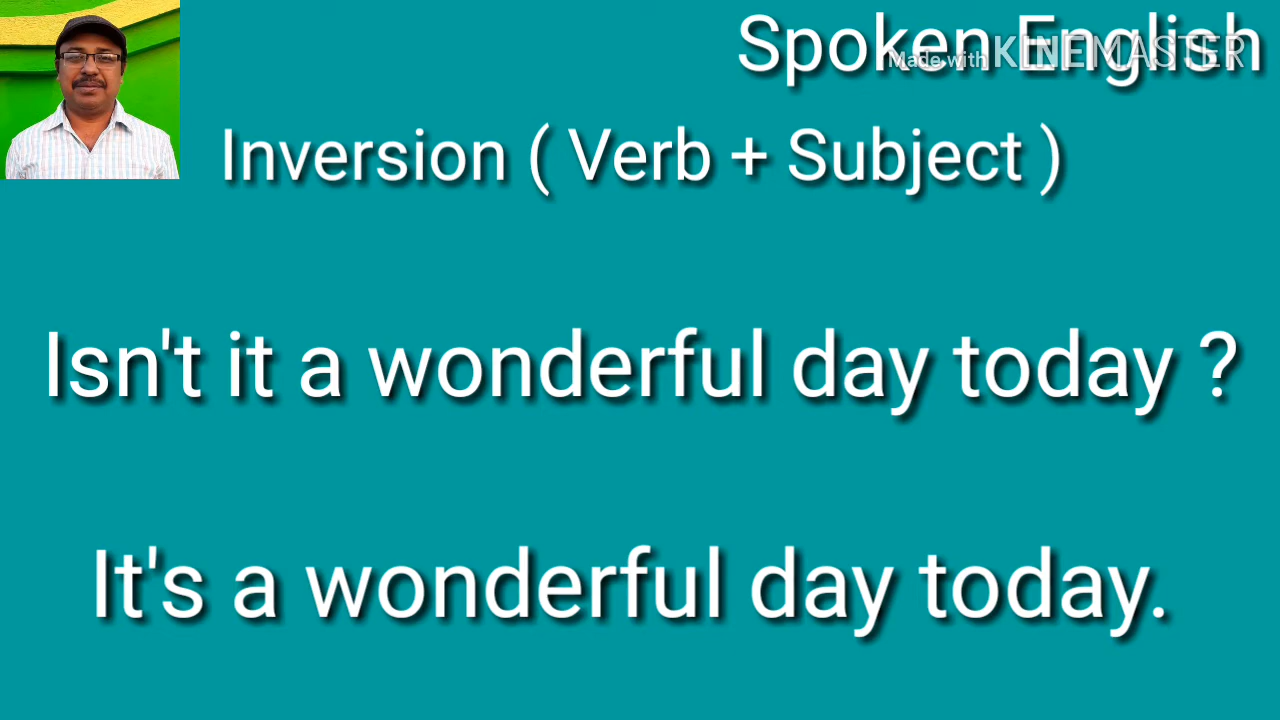 Spoken English
Made with KINEMASTER
Inversion ( Verb + Subject )
Isn't it a wonderful day today ?
It's a wonderful day today.